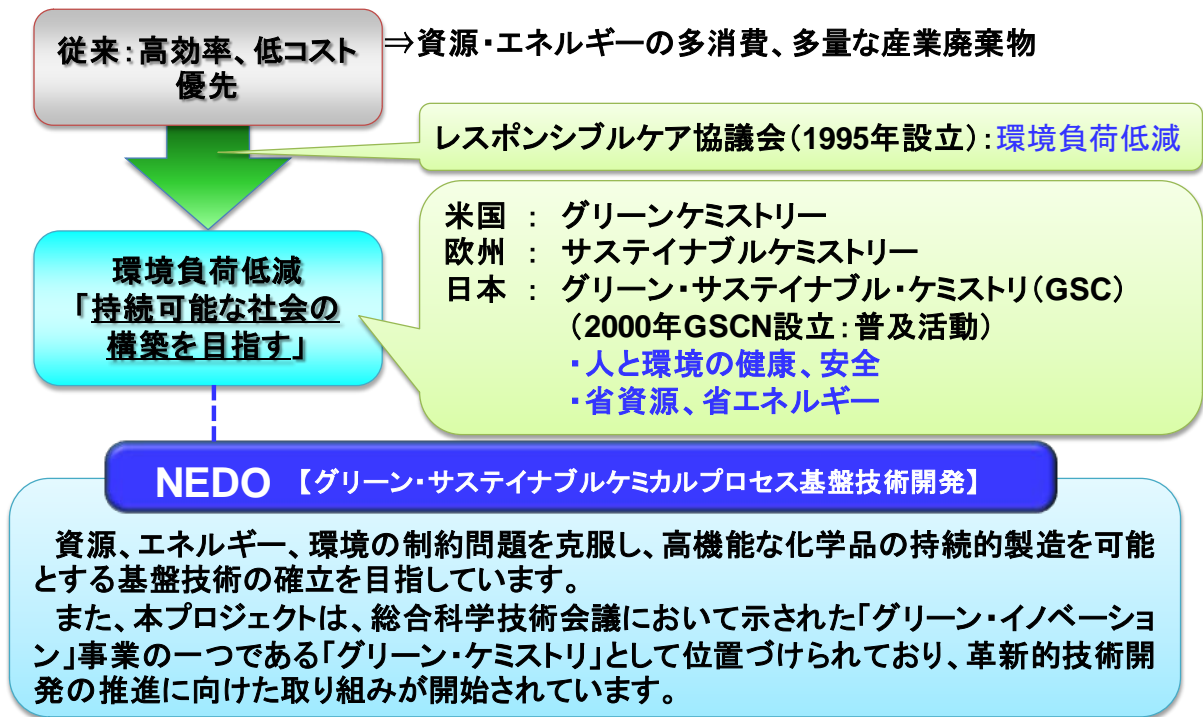 従来：高効率、低コスト
優先
⇒資源・エネルギーの多消費、多量な産業廃棄物
レスポンシブルケア協議会（1995年設立）：環境負荷低減
米国　：　グリーンケミストリー
欧州　：　サステイナブルケミストリー
日本　：　グリーン・サステイナブル・ケミストリ（GSC）
（2000年GSCN設立：普及活動）
・人と環境の健康、安全
・省資源、省エネルギー
環境負荷低減
「持続可能な社会の
構築を目指す」
NEDO 【グリーン・サステイナブルケミカルプロセス基盤技術開発】
資源、エネルギー、環境の制約問題を克服し、高機能な化学品の持続的製造を可能
とする基盤技術の確立を目指しています。
また、本プロジェクトは、総合科学技術会議において示された「グリーン・イノベーショ
ン」事業の一つである「グリーン・ケミストリ」として位置づけられており、革新的技術開
発の推進に向けた取り組みが開始されています。